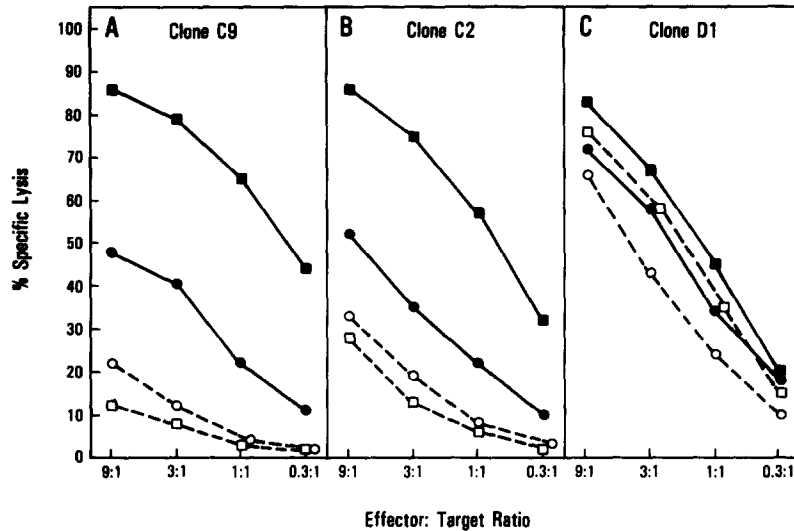 A Clone C9
B Clone C2
C Clone D1
% Specific Lysis
100
90
80
70
60
50
40
30
20
10
0
9:1 3:1 1:1 0.3:1
9:1 3:1 1:1 0.3:1
9:1 3:1 1:1 0.3:1
Effector: Target Ratio